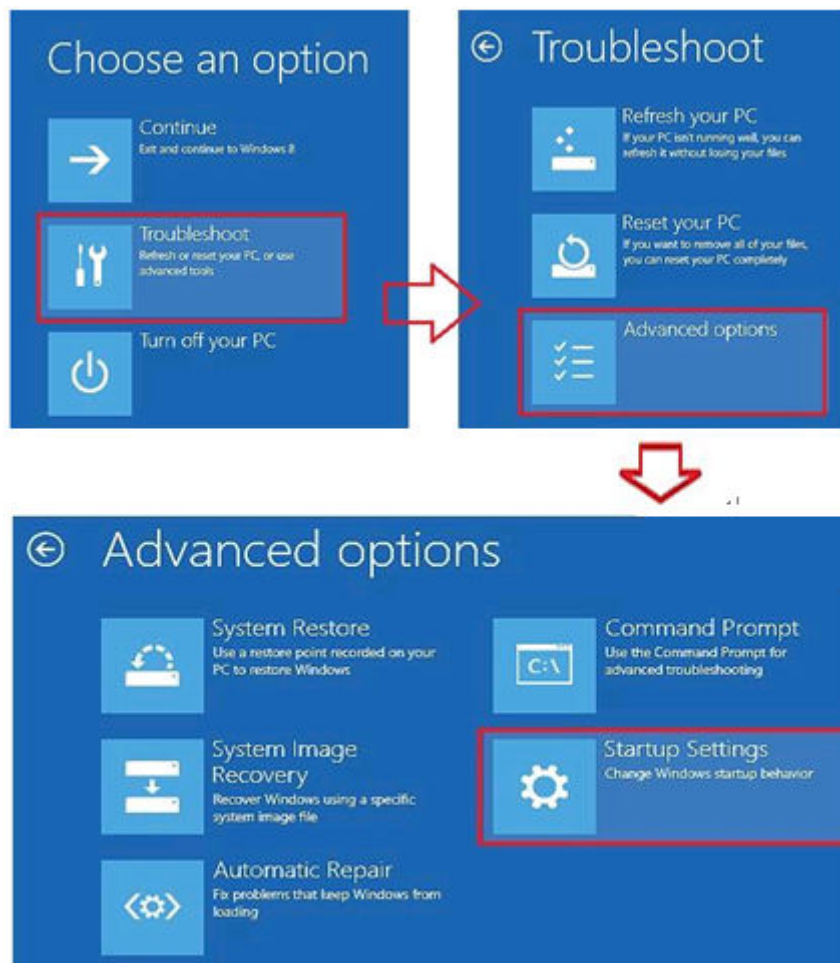 Choose an option
Continue
Exit and continue to Windows 8
Troubleshoot
Refresh or reset your PC, or use
advanced tools
Turn off your PC
Troubleshoot
Refresh your PC
If your PC isn't running well, you can
refresh it without losing your files
Reset your PC
If you want to remove all of your files,
you can reset your PC completely
Advanced options
Advanced options
System Restore
Use a restore point recorded on your
PC to restore Windows
System Image
Recovery
Recover Windows using a specific
system image file
Automatic Repair
Fix problems that keep Windows from
loading
Command Prompt
Use the Command Prompt for
advanced troubleshooting
C:\
Startup Settings
Change Windows startup behavior